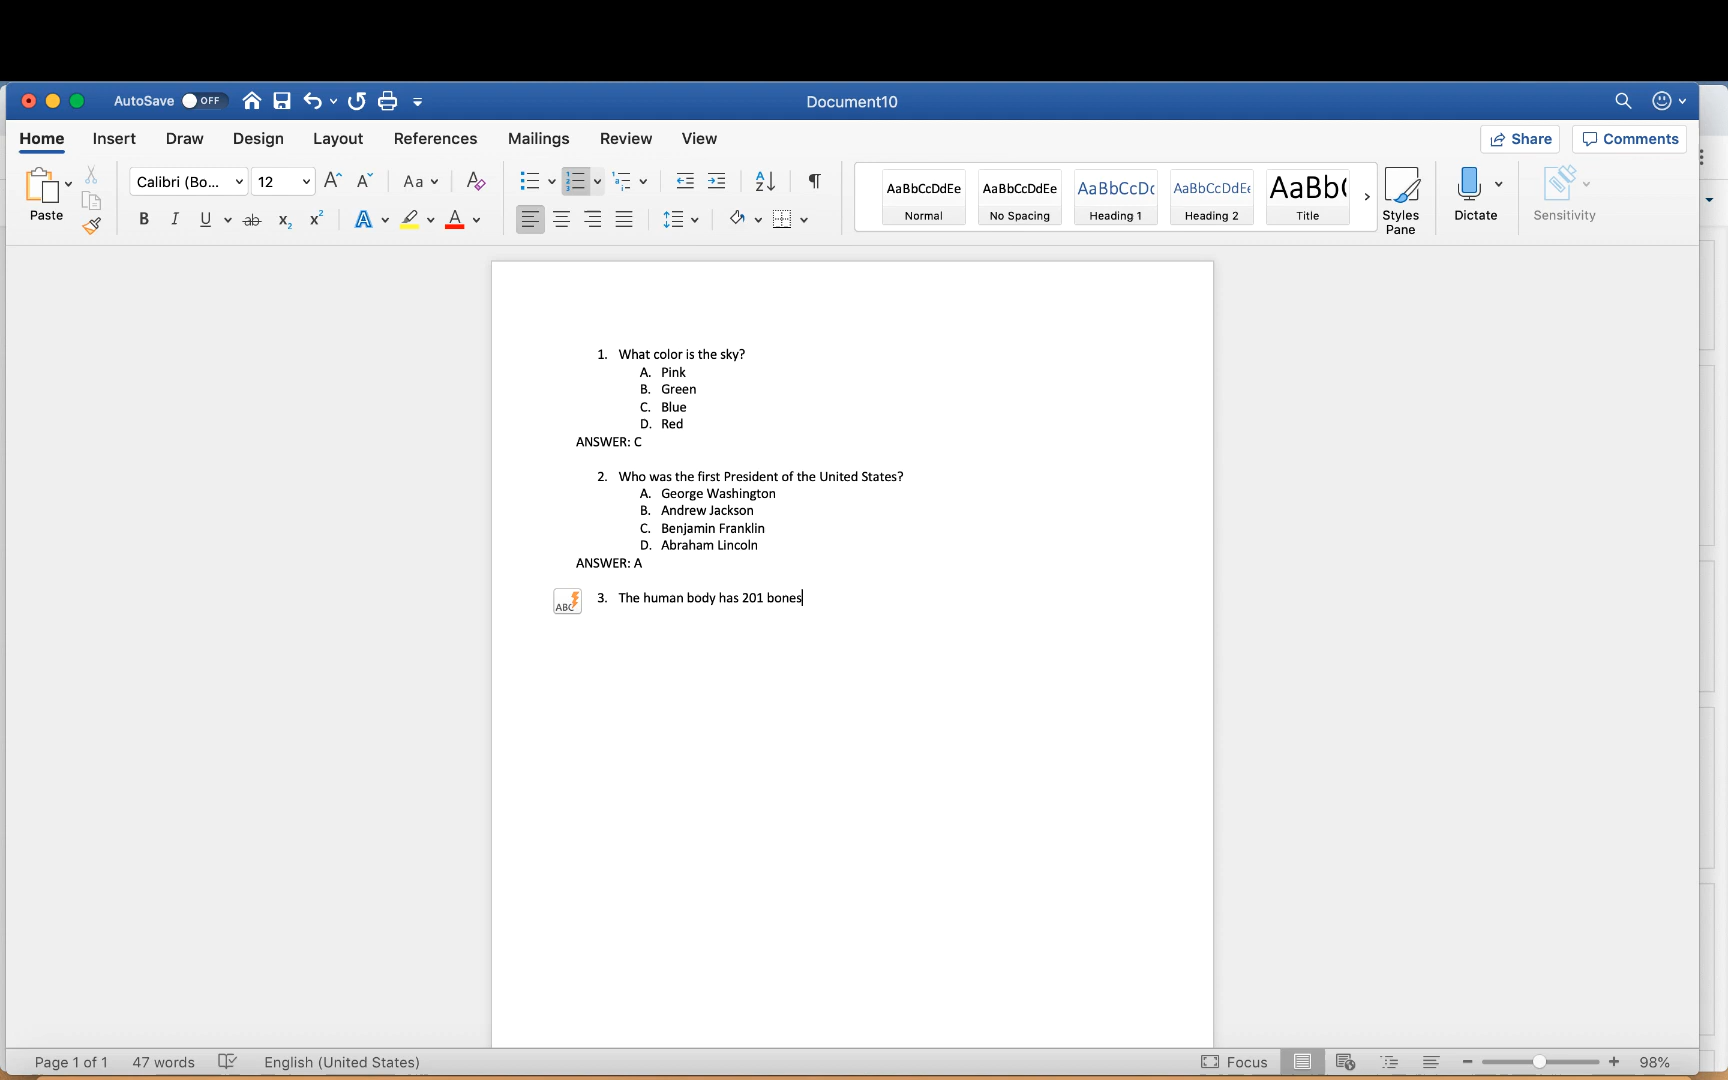 AutoSave OFF Document10
Home Insert Draw Design Layout References Mailings Review View Share Comments
Paste Calibri (Bo... 12 Aa
AaBbCcDdEe AaBbCcDdEe AaBbCcDc AaBbCcDdEe AaBb(
Normal No Spacing Heading 1 Heading 2 Title
Styles Pane Dictate Sensitivity
1. What color is the sky?
A. Pink
B. Green
C. Blue
D. Red
ANSWER: C
2. Who was the first President of the United States?
A. George Washington
B. Andrew Jackson
C. Benjamin Franklin
D. Abraham Lincoln
ANSWER: A
ABC 3. The human body has 201 bones
Page 1 of 1 47 words English (United States) Focus 98%